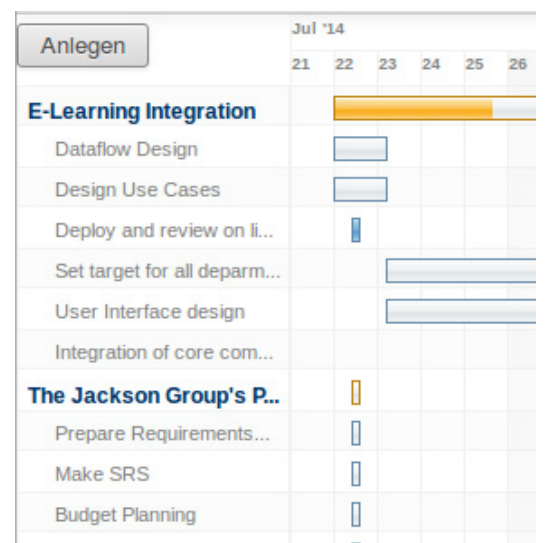 Anlegen
Jul '14
21 22 23 24 25 26
E-Learning Integration
Dataflow Design
Design Use Cases
Deploy and review on li...
Set target for all deparm...
User Interface design
Integration of core com...
The Jackson Group's P...
Prepare Requirements...
Make SRS
Budget Planning